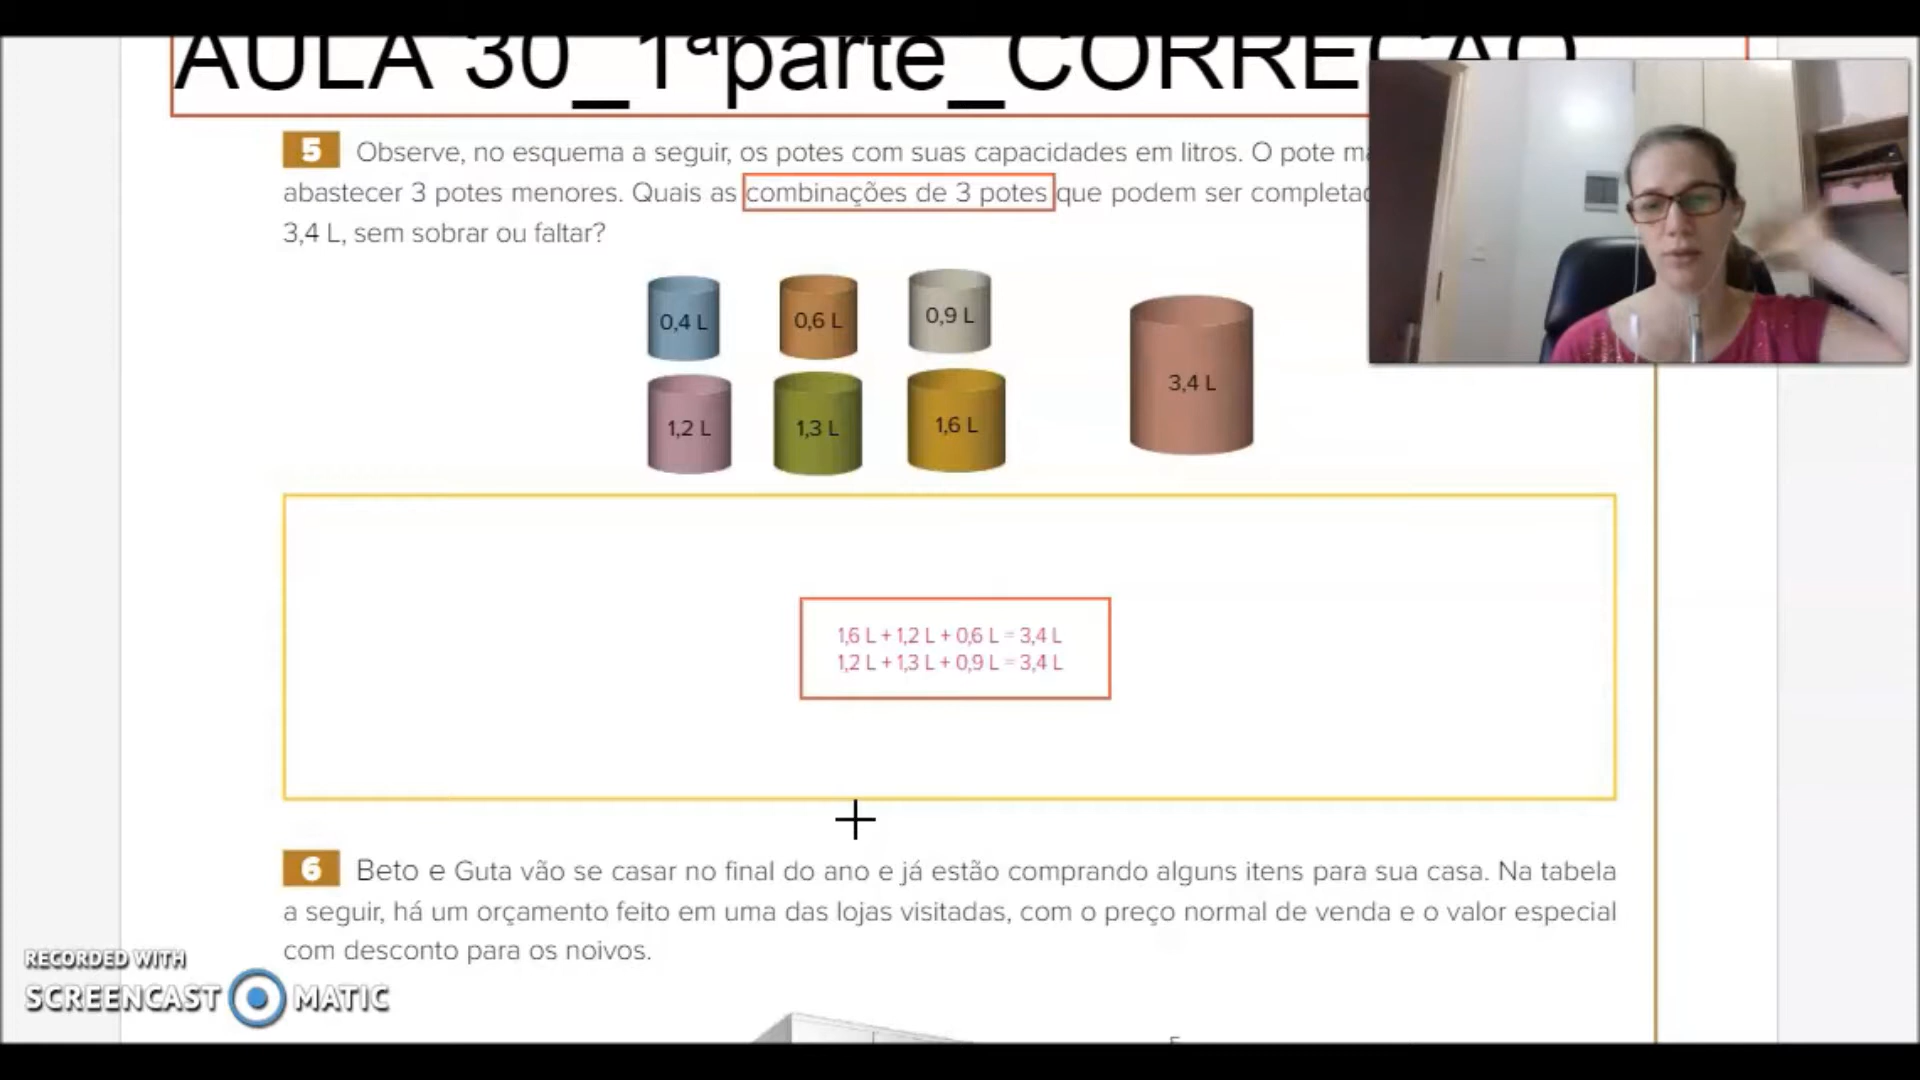 AULA 30_1ªparte_CORREÇÃO
5 Observe, no esquema a seguir, os potes com suas capacidades em litros. O pote
abastecer 3 potes menores. Quais as combinações de 3 potes que podem ser
3,4 L, sem sobrar ou faltar?
0,4 L 0,6 L 0,9 L
3,4 L
1,2 L 1,3 L 1,6 L
1,6 L + 1,2 L + 0,6 L = 3,4 L
1,2 L + 1,3 L + 0,9 L = 3,4 L
6 Beto e Guta vão se casar no final do ano e já estão comprando alguns itens para sua casa. Na tabela
a seguir, há um orçamento feito em uma das lojas visitadas, com o preço normal de venda e o valor especial
com desconto para os noivos.
RECORDED WITH
SCREENCAST MATIC